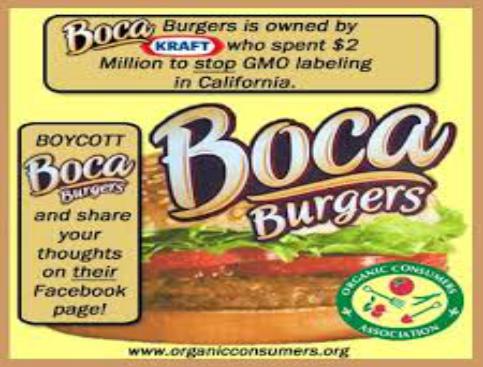 Boca Burgers is owned by
KRAFT who spent $2
Million to stop GMO labeling
in California.
BOYCOTT
Boca
Burgers
and share
your
thoughts
on their
Facebook
page!
Boca
Burgers
ORGANIC CONSUMERS
ASSOCIATION
www.organicconsumers.org